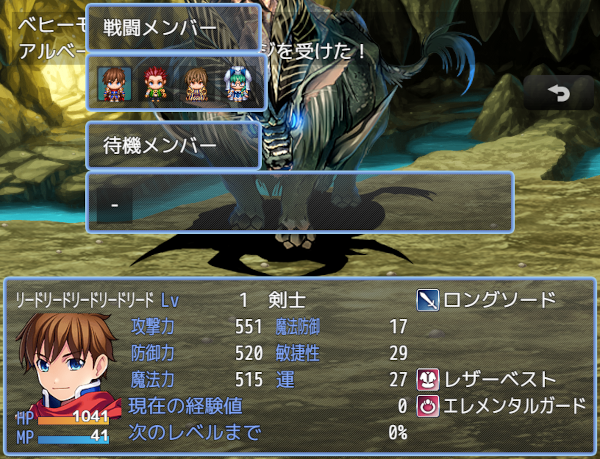 ベヒーモ
アルベー
ジを受けた！
戦闘メンバー
待機メンバー
-
リードリードリードリードリード Lv 1 剣士
攻撃力 551 魔法防御 17
防御力 520 敏捷性 29
魔法力 515 運 27
現在の経験値 0
次のレベルまで 0%
HP 1041
MP 41
ロングソード
レザーベスト
エレメンタルガード